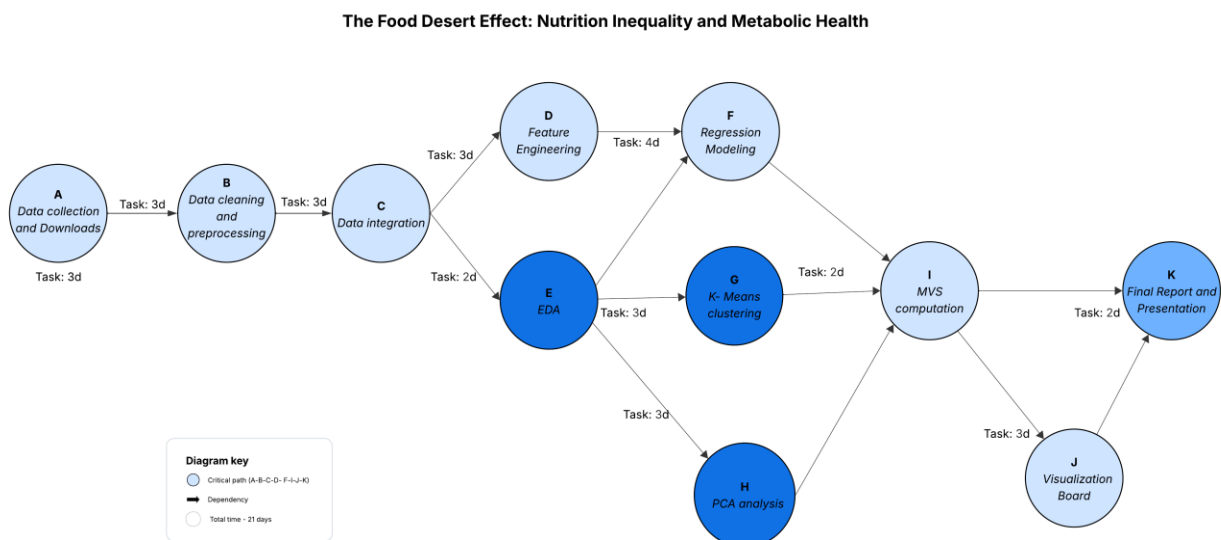 The Food Desert Effect: Nutrition Inequality and Metabolic Health
A
Data collection
and Downloads
Task: 3d
Task: 3d
B
Data cleaning
and
preprocessing
Task: 3d
C
Data integration
Task: 3d
Task: 2d
D
Feature
Engineering
Task: 4d
E
EDA
Task: 3d
Task: 3d
F
Regression
Modeling
G
K- Means
clustering
Task: 2d
H
PCA analysis
I
MVS
computation
Task: 2d
Task: 3d
J
Visualization
Board
K
Final Report and
Presentation
Diagram key
Critical path (A-B-C-D- F-I-J-K)
Dependency
Total time - 21 days